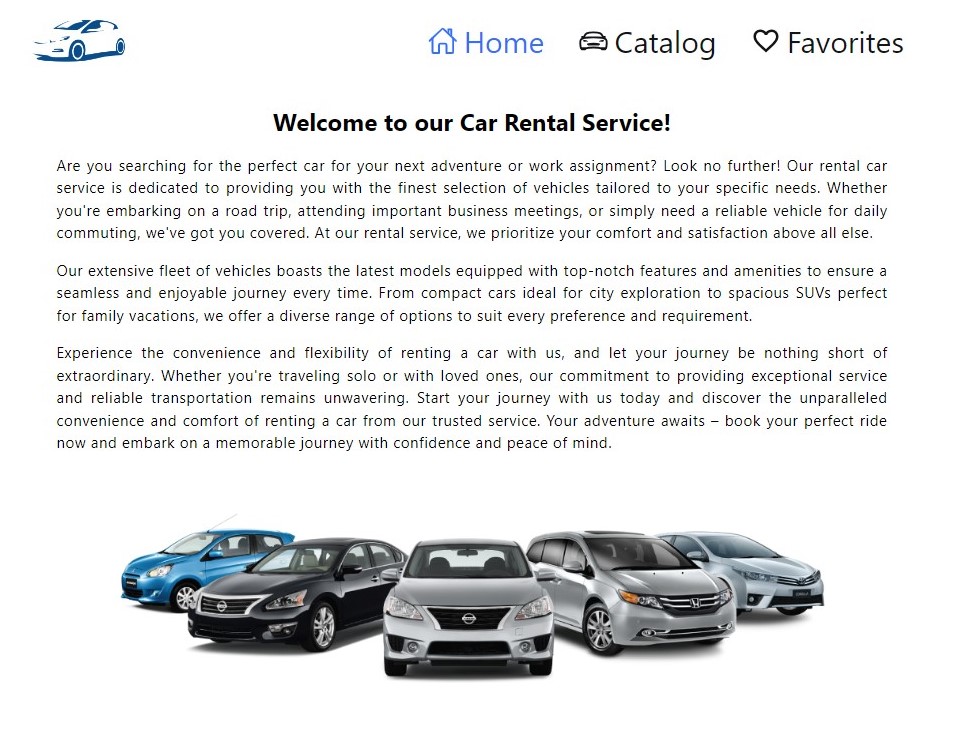 Home Catalog Favorites
Welcome to our Car Rental Service!
Are you searching for the perfect car for your next adventure or work assignment? Look no further! Our rental car
service is dedicated to providing you with the finest selection of vehicles tailored to your specific needs. Whether
you're embarking on a road trip, attending important business meetings, or simply need a reliable vehicle for daily
commuting, we've got you covered. At our rental service, we prioritize your comfort and satisfaction above all else.
Our extensive fleet of vehicles boasts the latest models equipped with top-notch features and amenities to ensure a
seamless and enjoyable journey every time. From compact cars ideal for city exploration to spacious SUVs perfect
for family vacations, we offer a diverse range of options to suit every preference and requirement.
Experience the convenience and flexibility of renting a car with us, and let your journey be nothing short of
extraordinary. Whether you're traveling solo or with loved ones, our commitment to providing exceptional service
and reliable transportation remains unwavering. Start your journey with us today and discover the unparalleled
convenience and comfort of renting a car from our trusted service. Your adventure awaits – book your perfect ride
now and embark on a memorable journey with confidence and peace of mind.